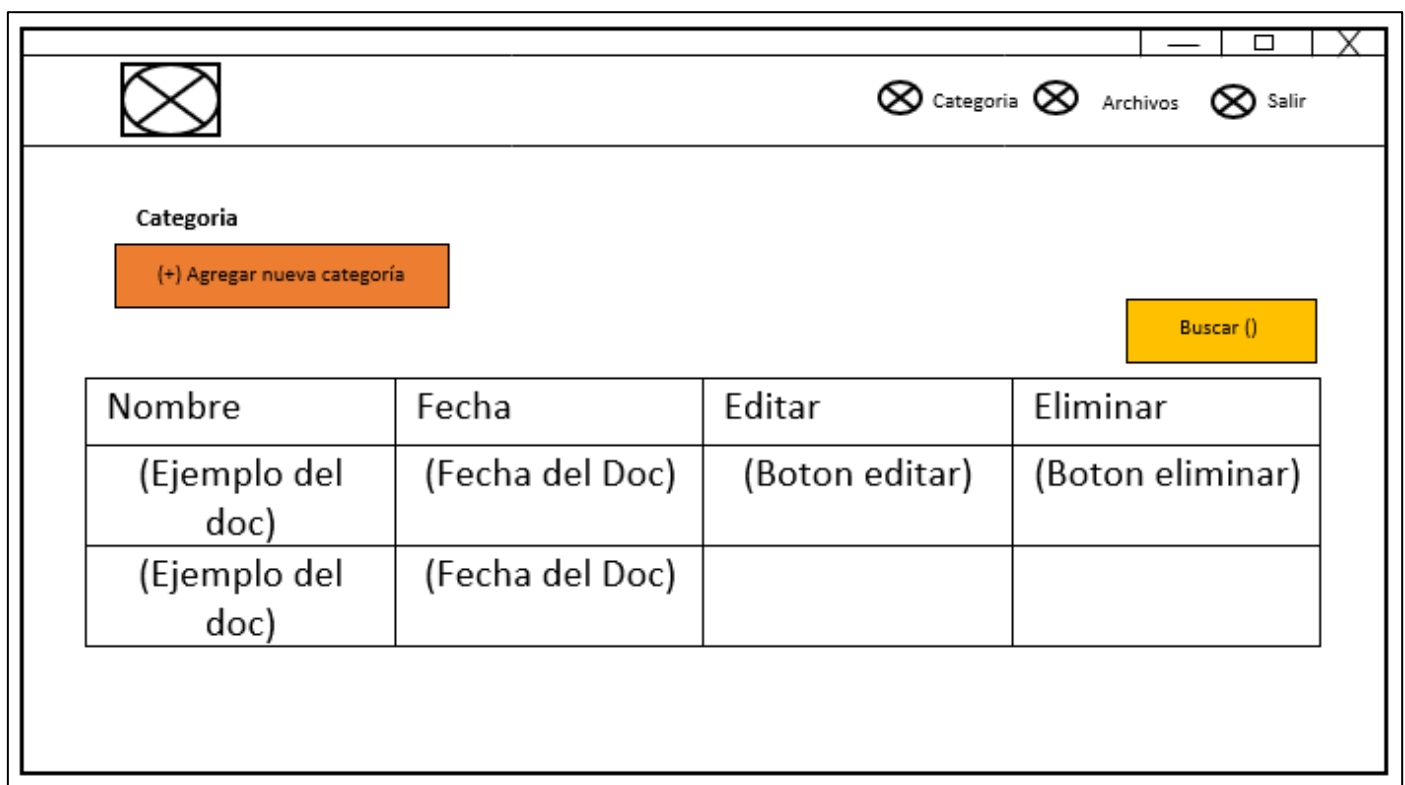 Categoria Archivos Salir
Categoria
(+) Agregar nueva categoría
Buscar ()
Nombre Fecha Editar Eliminar
(Ejemplo del (Fecha del Doc) (Boton editar) (Boton eliminar)
doc)
(Ejemplo del (Fecha del Doc)
doc)